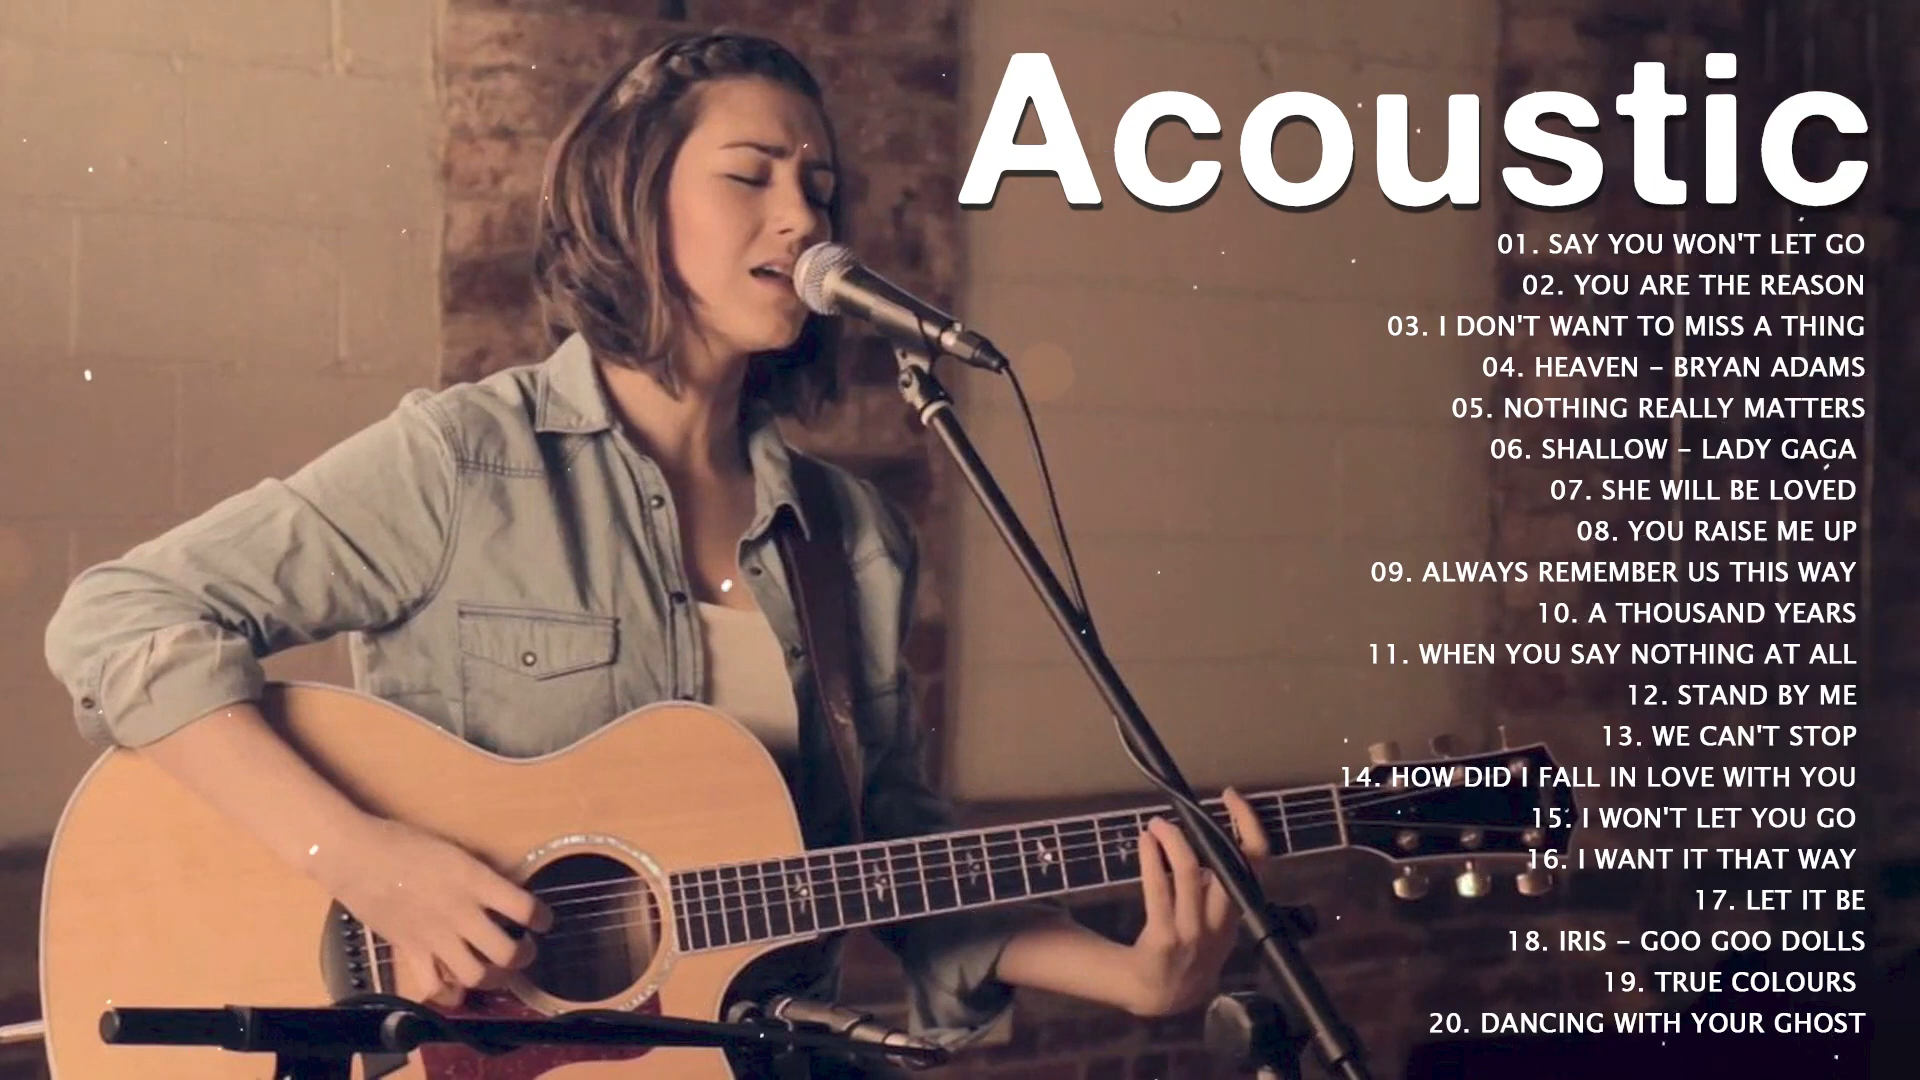 Acoustic
01. SAY YOU WON'T LET GO
02. YOU ARE THE REASON
03. I DON'T WANT TO MISS A THING
04. HEAVEN - BRYAN ADAMS
05. NOTHING REALLY MATTERS
06. SHALLOW - LADY GAGA
07. SHE WILL BE LOVED
08. YOU RAISE ME UP
09. ALWAYS REMEMBER US THIS WAY
10. A THOUSAND YEARS
11. WHEN YOU SAY NOTHING AT ALL
12. STAND BY ME
13. WE CAN'T STOP
14. HOW DID I FALL IN LOVE WITH YOU
15. I WON'T LET YOU GO
16. I WANT IT THAT WAY
17. LET IT BE
18. IRIS - GOO GOO DOLLS
19. TRUE COLOURS
20. DANCING WITH YOUR GHOST